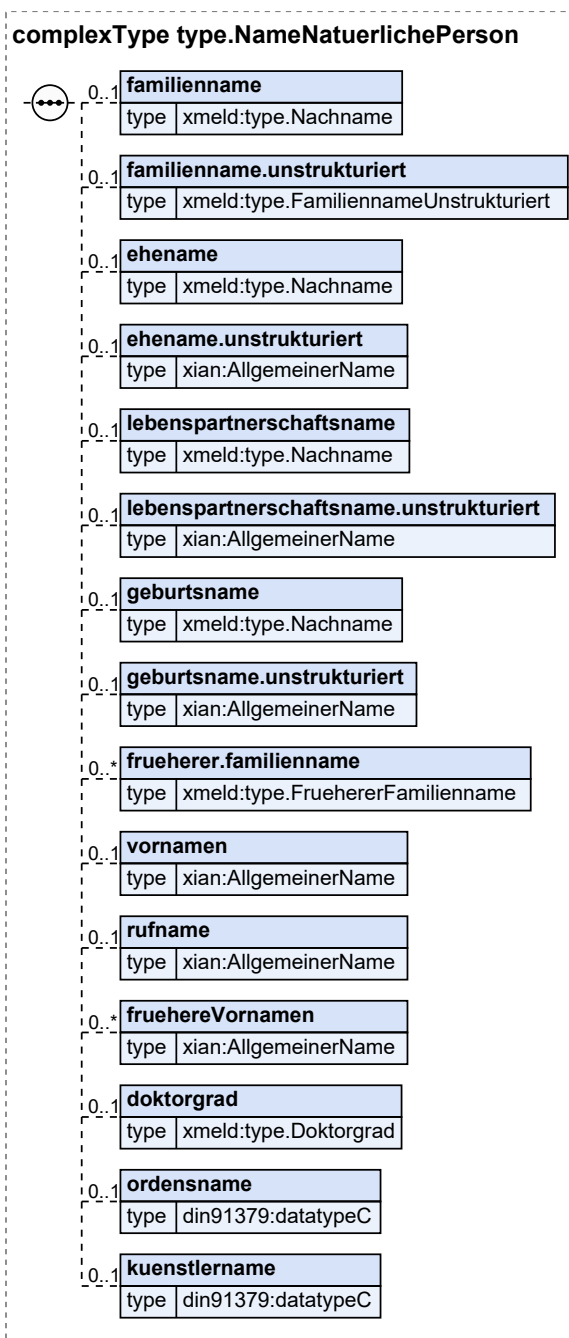 complexType type.NameNatuerlichePerson
0..1 familienname
type xmeld:type.Nachname
0..1 familienname.unstrukturiert
type xmeld:type.FamiliennameUnstrukturiert
0..1 ehename
type xmeld:type.Nachname
0..1 ehename.unstrukturiert
type xian:AllgemeinerName
0..1 lebenspartnerschaftsname
type xmeld:type.Nachname
0..1 lebenspartnerschaftsname.unstrukturiert
type xian:AllgemeinerName
0..1 geburtsname
type xmeld:type.Nachname
0..1 geburtsname.unstrukturiert
type xian:AllgemeinerName
0..* frueherer.familienname
type xmeld:type.FruehererFamilienname
0..1 vornamen
type xian:AllgemeinerName
0..1 rufname
type xian:AllgemeinerName
0..* fruehereVornamen
type xian:AllgemeinerName
0..1 doktorgrad
type xmeld:type.Doktorgrad
0..1 ordensname
type din91379:datatypeC
0..1 kuenstlername
type din91379:datatypeC